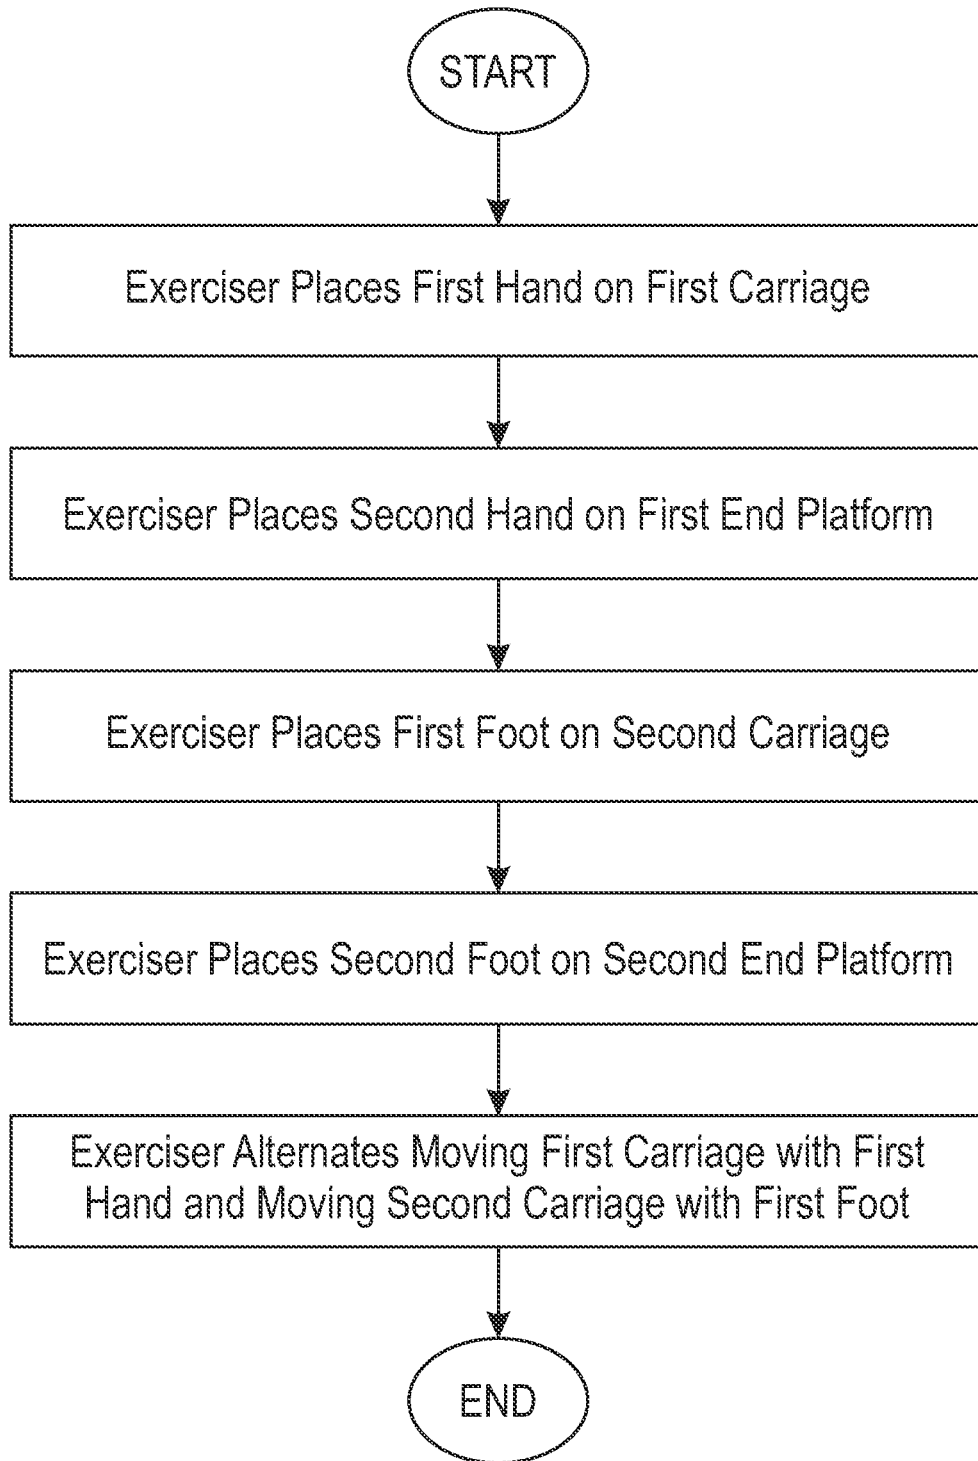 START
Exerciser Places First Hand on First Carriage
Exerciser Places Second Hand on First End Platform
Exerciser Places First Foot on Second Carriage
Exerciser Places Second Foot on Second End Platform
Exerciser Alternates Moving First Carriage with First
Hand and Moving Second Carriage with First Foot
END